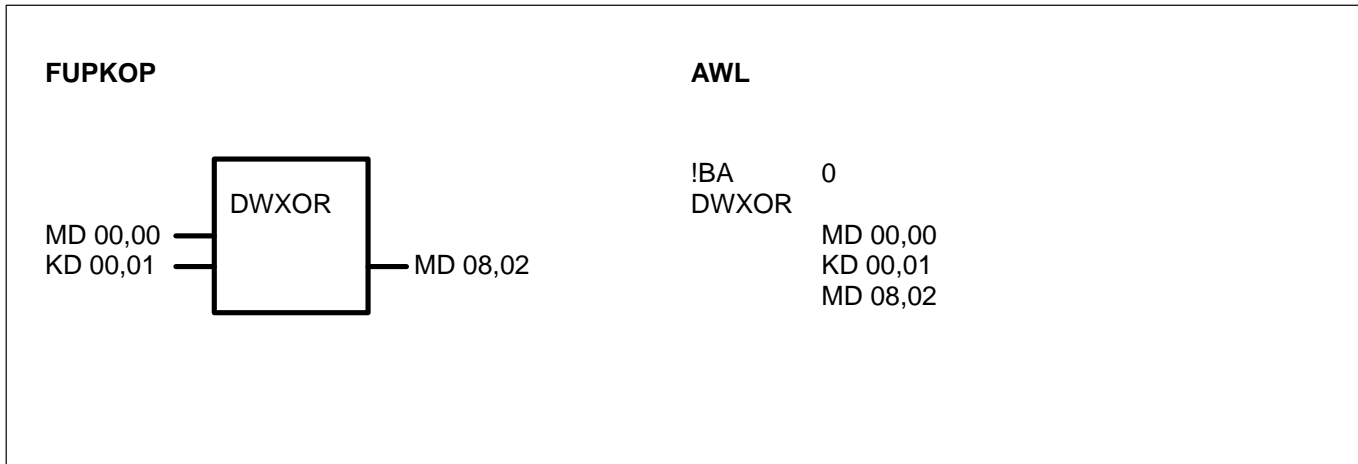 FUPKOP
DWXOR
MD 00,00
KD 00,01
MD 08,02
AWL
!BA 0
DWXOR
MD 00,00
KD 00,01
MD 08,02